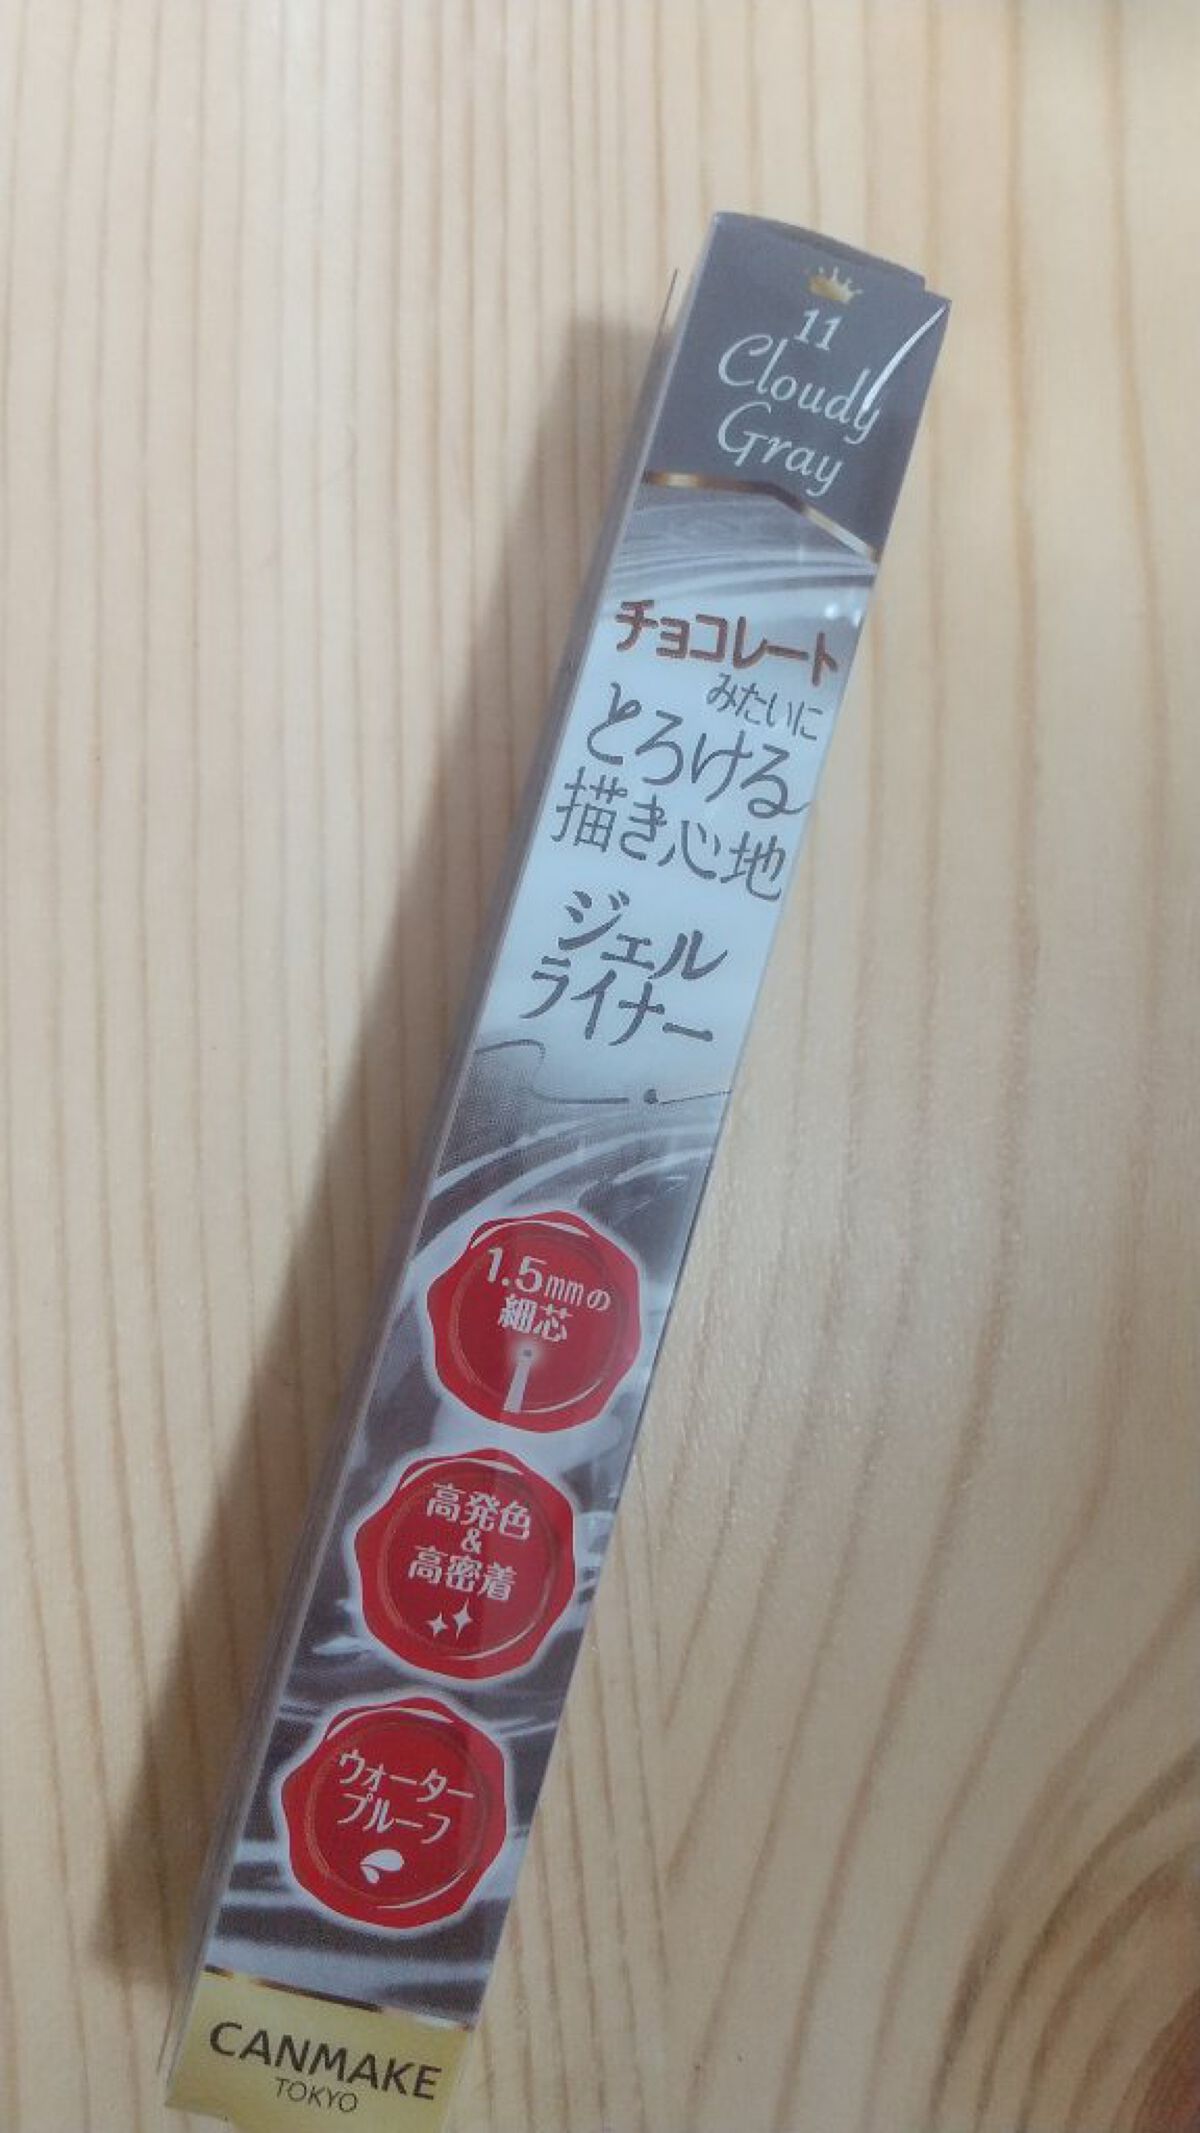 11
Cloudy
Gray
チョコレート
みたいに
とろける
描き心地
ジェル
ライナー
1.5mmの
細芯
高発色
&
高密着
ウォーター
プルーフ
CANMAKE
TOKYO